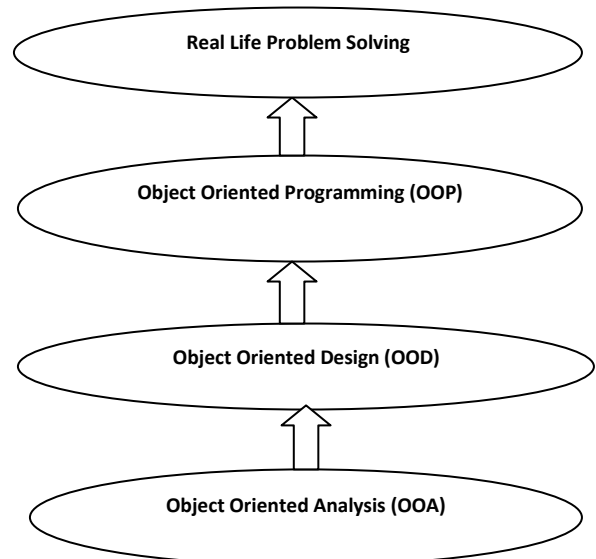 Real Life Problem Solving
Object Oriented Programming (OOP)
Object Oriented Design (OOD)
Object Oriented Analysis (OOA)